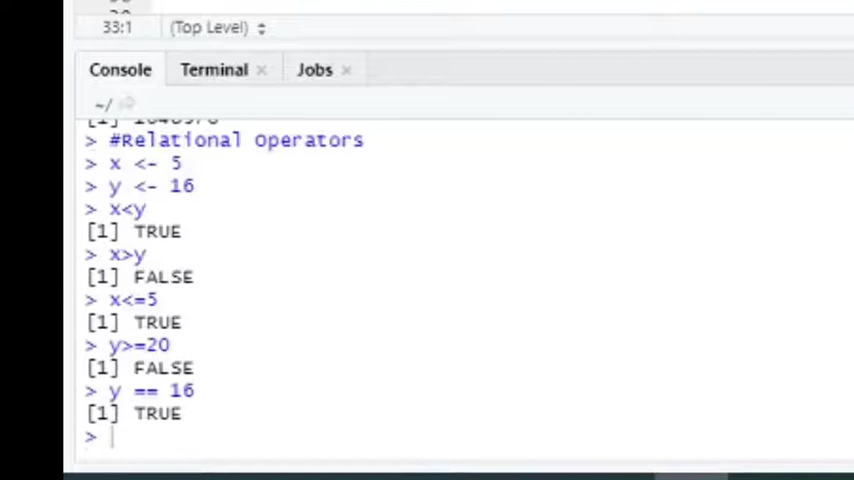 33:1 (Top Level)
Console Terminal Jobs
~/
> #Relational Operators
> x <- 5
> y <- 16
> x<y
[1] TRUE
> x>y
[1] FALSE
> x<=5
[1] TRUE
> y>=20
[1] FALSE
> y == 16
[1] TRUE
>